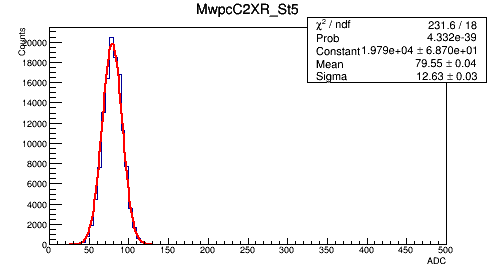 MwpcC2XR_St5
χ² / ndf 231.6 / 18
Prob 4.332e-39
Constant 1.979e+04 ± 6.870e+01
Mean 79.55 ± 0.04
Sigma 12.63 ± 0.03
Counts
20000
18000
16000
14000
12000
10000
8000
6000
4000
2000
0
0 50 100 150 200 250 300 350 400 450 500
ADC